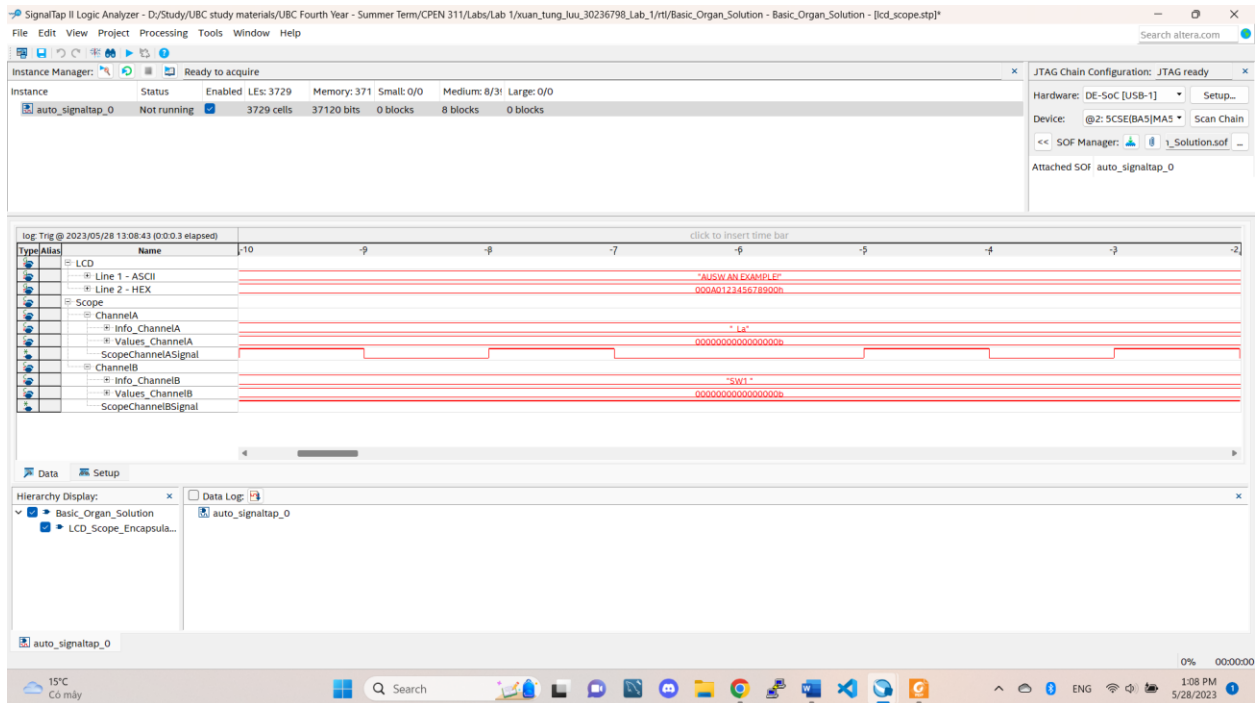 SignalTap II Logic Analyzer - D:/Study/UBC study materials/UBC Fourth Year - Summer Term/CPEN 311/Labs/Lab 1/xuan_tung_luu_30236798_Lab_1/rtl/Basic_Organ_Solution - Basic_Organ_Solution - [lcd_scope.stp]*
File Edit View Project Processing Tools Window Help
Search altera.com
Instance Manager: Ready to acquire
JTAG Chain Configuration: JTAG ready
Instance Status Enabled LEs: 3729 Memory: 371 Small: 0/0 Medium: 8/39 Large: 0/0
auto_signaltap_0 Not running 3729 cells 37120 bits 0 blocks 8 blocks 0 blocks
Hardware: DE-SoC [USB-1] Setup...
Device: @2: 5CSE(BA5|MA5 Scan Chain
<< SOF Manager: n_Solution.sof ...
Attached SOF auto_signaltap_0
log: Trig @ 2023/05/28 13:08:43 (0:0:0.3 elapsed) click to insert time bar
Type Alias Name -10 -9 -8 -7 -6 -5 -4 -3 -2
LCD
Line 1 - ASCII "AUSW AN EXAMPLE!"
Line 2 - HEX 000A012345678900h
Scope
ChannelA
Info_ChannelA " La"
Values_ChannelA 0000000000000000b
ScopeChannelASignal
ChannelB
Info_ChannelB "SW1 "
Values_ChannelB 0000000000000000b
ScopeChannelBSignal
Data Setup
Hierarchy Display: Data Log:
Basic_Organ_Solution auto_signaltap_0
LCD_Scope_Encapsula...
auto_signaltap_0
0% 00:00:00
15°C
Có mây
Search
ENG
1:08 PM
5/28/2023
1